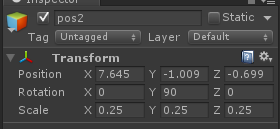 Inspector
pos2 Static
Tag Untagged Layer Default
Transform
Position X 7.645 Y -1.009 Z -0.699
Rotation X 0 Y 90 Z 0
Scale X 0.25 Y 0.25 Z 0.25